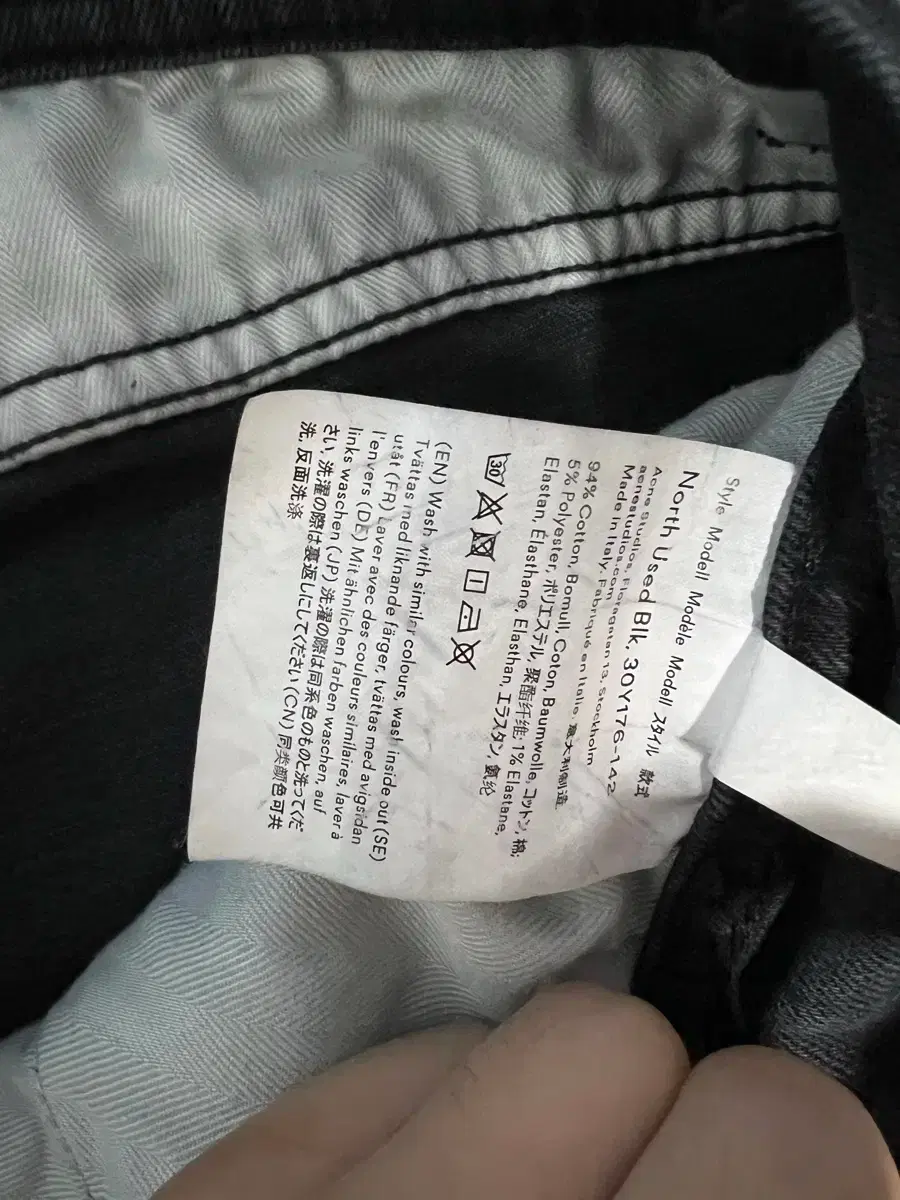 Style Modell Modèle Modell スタイル 款式
North Used Blk, 30Y176-142
Acne Studios, Floragatan 13, Stockholm
acnestudios.com
Made in Italy, Fabriqué en Italie, 意大利制造
94% Cotton, Bomull, Coton, Baumwolle, コットン, 棉;
5% Polyester, ポリエステル, 聚酯纤维; 1% Elastane,
Elastan, Élasthane, Elasthan, エラスタン, 氨纶
30
(EN) Wash with similar colours, wash inside out (SE)
Tvättas med liknande färger, tvättas med avigsidan
utåt (FR) Laver avec des couleurs similaires, laver à
l'envers (DE) Mit ähnlichen farben waschen, auf
links waschen (JP) 洗濯の際は同系色のものと洗ってくだ
さい, 洗濯の際は裏返しにしてください (CN) 同类颜色可共
洗, 反面洗涤